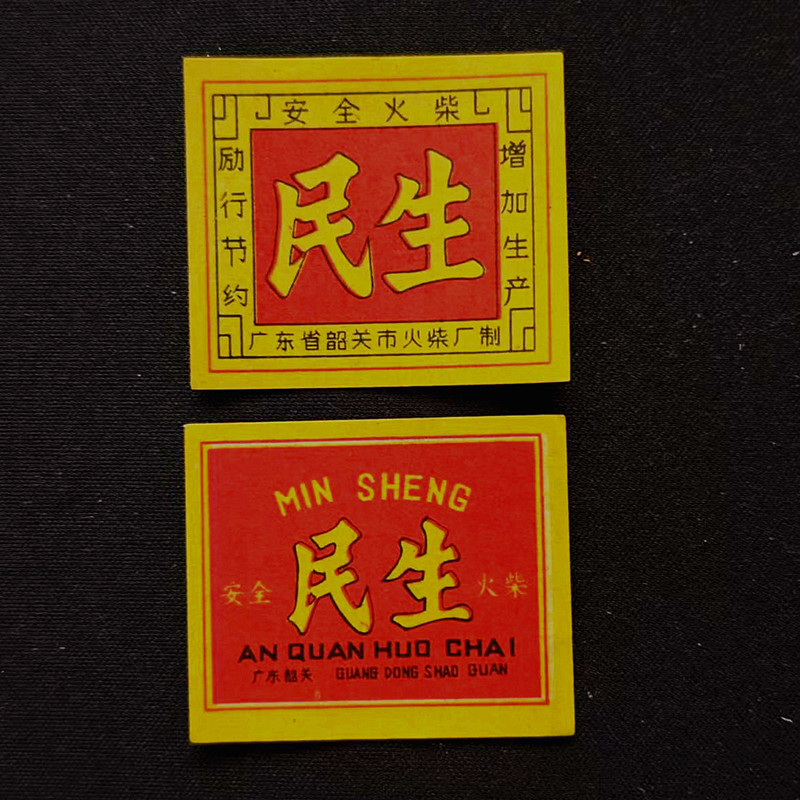 安全火柴
励行节约
民生
增加生产
广东省韶关市火柴厂制
MIN SHENG
民生
安全 火柴
AN QUAN HUO CHAI
广东韶关 GUANG DONG SHAO GUAN